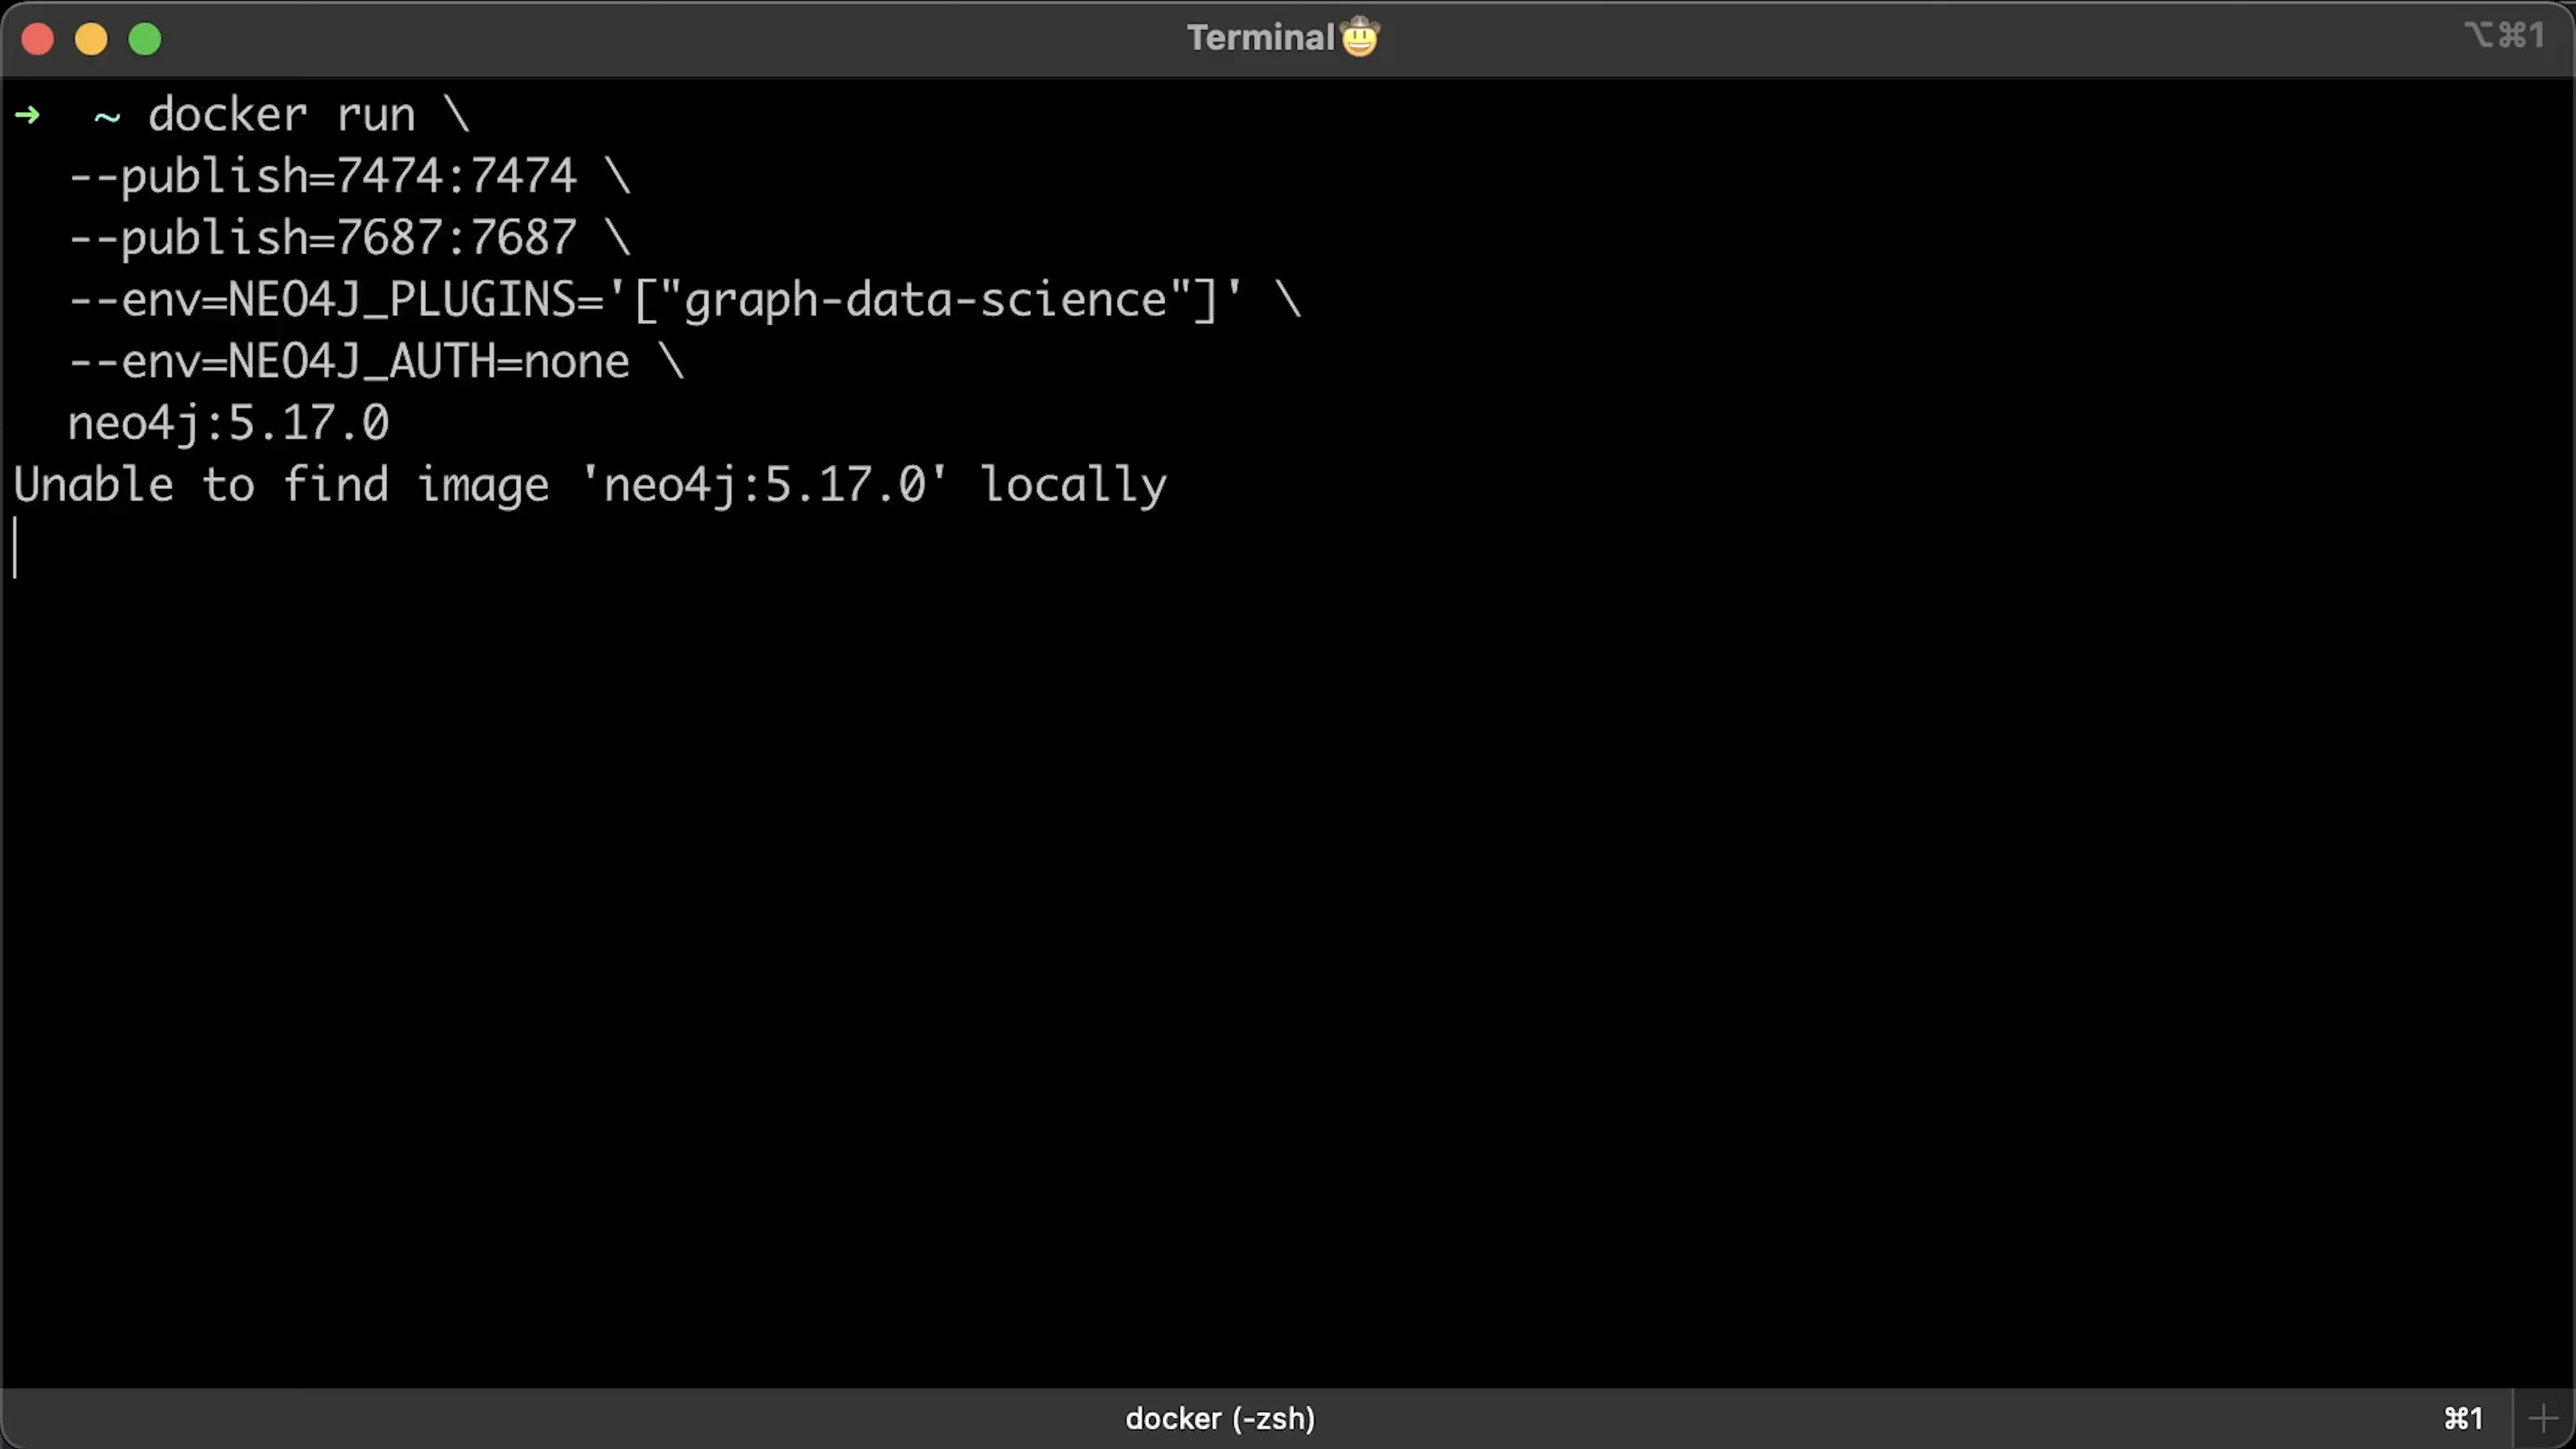 Terminal🤠
⌥⌘1
➜ ~ docker run \
--publish=7474:7474 \
--publish=7687:7687 \
--env=NEO4J_PLUGINS='["graph-data-science"]' \
--env=NEO4J_AUTH=none \
neo4j:5.17.0
Unable to find image 'neo4j:5.17.0' locally
docker (-zsh)
⌘1